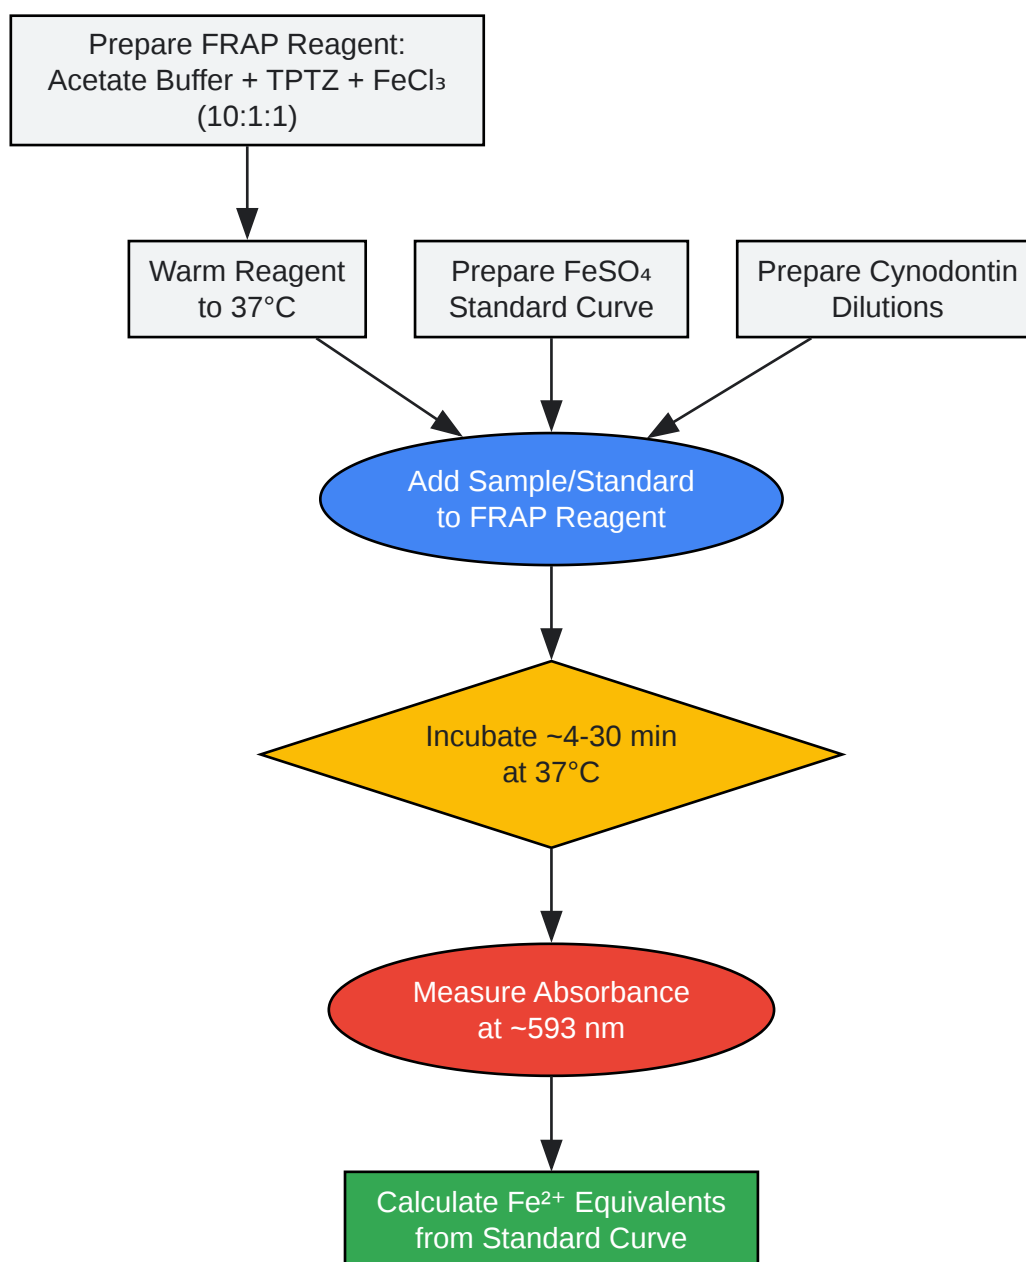 Prepare FRAP Reagent:
Acetate Buffer + TPTZ + FeCl₃
(10:1:1)
Warm Reagent
to 37°C
Prepare FeSO₄
Standard Curve
Prepare Cynodontin
Dilutions
Add Sample/Standard
to FRAP Reagent
Incubate ~4-30 min
at 37°C
Measure Absorbance
at ~593 nm
Calculate Fe²⁺ Equivalents
from Standard Curve